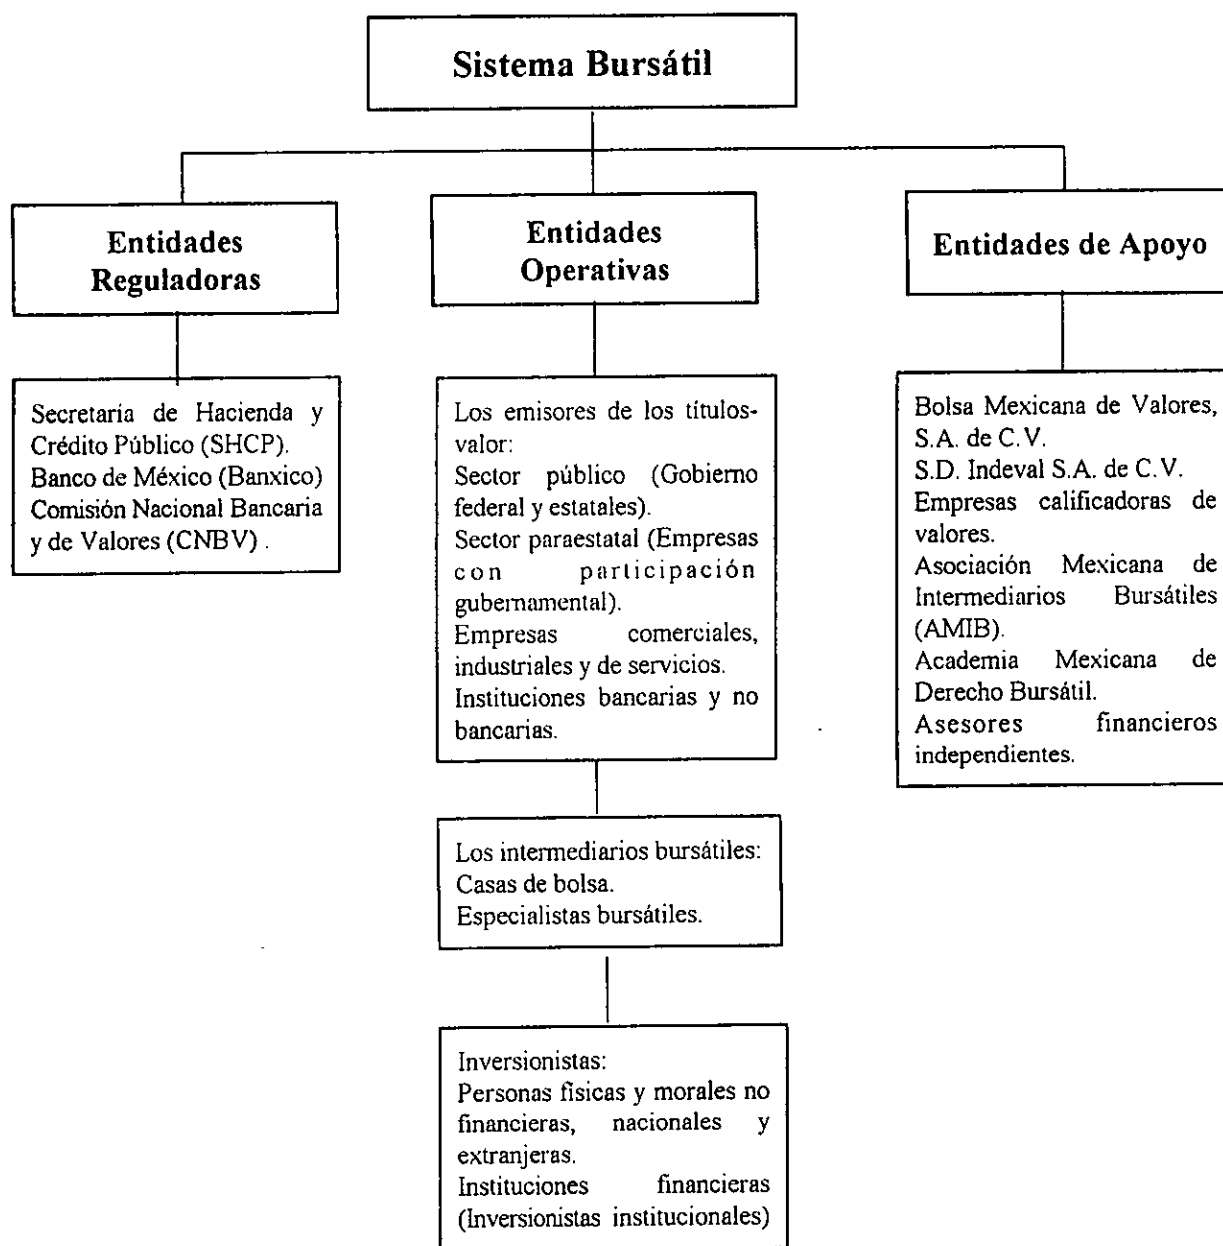 Sistema Bursátil
Entidades
Reguladoras
Entidades
Operativas
Entidades de Apoyo
Secretaría de Hacienda y
Crédito Público (SHCP).
Banco de México (Banxico)
Comisión Nacional Bancaria
y de Valores (CNBV) .
Los emisores de los títulos-
valor:
Sector público (Gobierno
federal y estatales).
Sector paraestatal (Empresas
con participación
gubernamental).
Empresas comerciales,
industriales y de servicios.
Instituciones bancarias y no
bancarias.
Bolsa Mexicana de Valores,
S.A. de C.V.
S.D. Indeval S.A. de C.V.
Empresas calificadoras de
valores.
Asociación Mexicana de
Intermediarios Bursátiles
(AMIB).
Academia Mexicana de
Derecho Bursátil.
Asesores financieros
independientes.
Los intermediarios bursátiles:
Casas de bolsa.
Especialistas bursátiles.
Inversionistas:
Personas físicas y morales no
financieras, nacionales y
extranjeras.
Instituciones financieras
(Inversionistas institucionales)